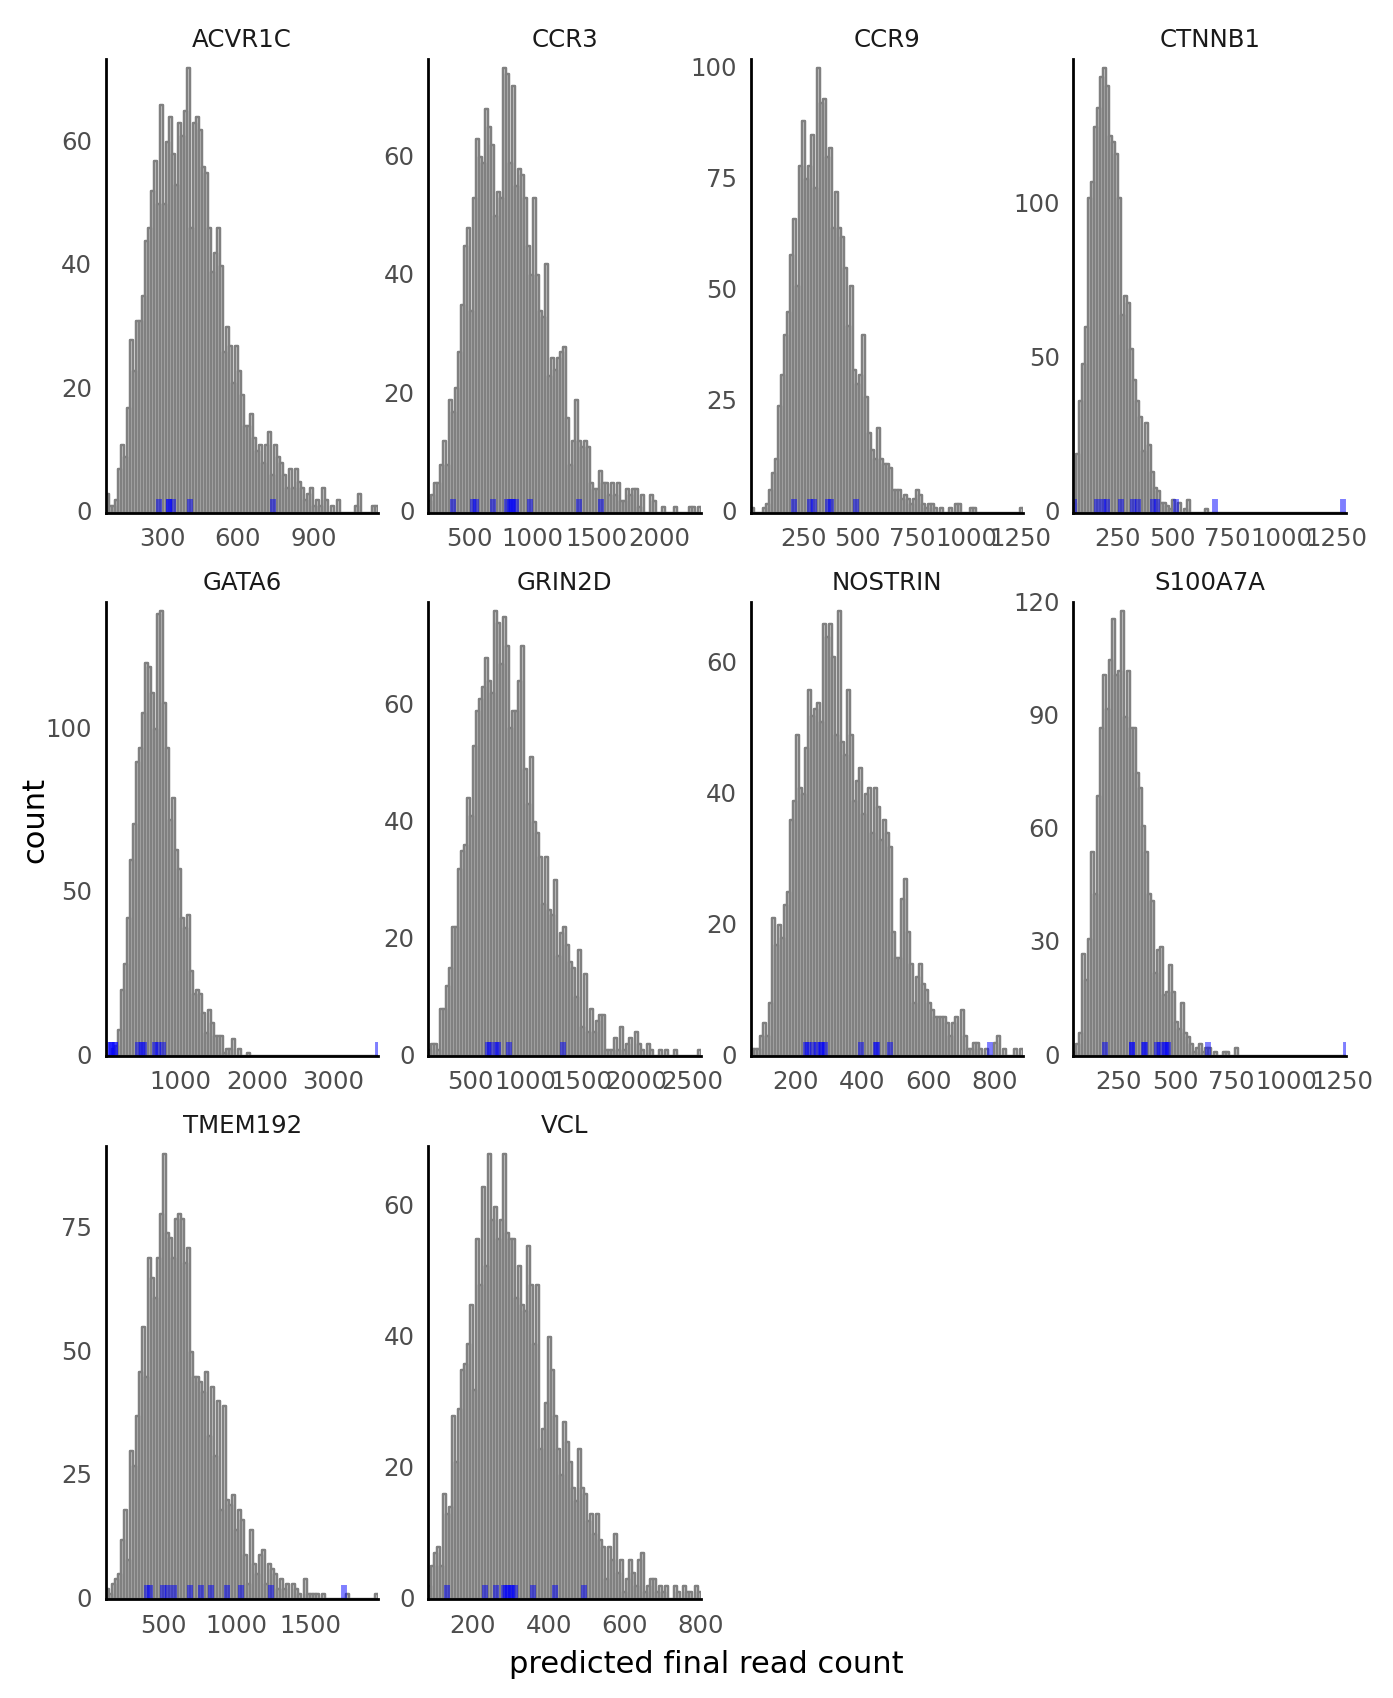 ACVR1C CCR3 CCR9 CTNNB1
0 20 40 60
300 600 900
0 20 40 60
500 1000 1500 2000
0 25 50 75 100
250 500 750 1000 1250
0 50 100
250 500 750 1000 1250
GATA6 GRIN2D NOSTRIN S100A7A
0 50 100
1000 2000 3000
0 20 40 60
500 1000 1500 2000 2500
0 20 40 60
200 400 600 800
0 30 60 90 120
250 500 750 1000 1250
TMEM192 VCL
0 25 50 75
500 1000 1500
0 20 40 60
200 400 600 800
count
predicted final read count